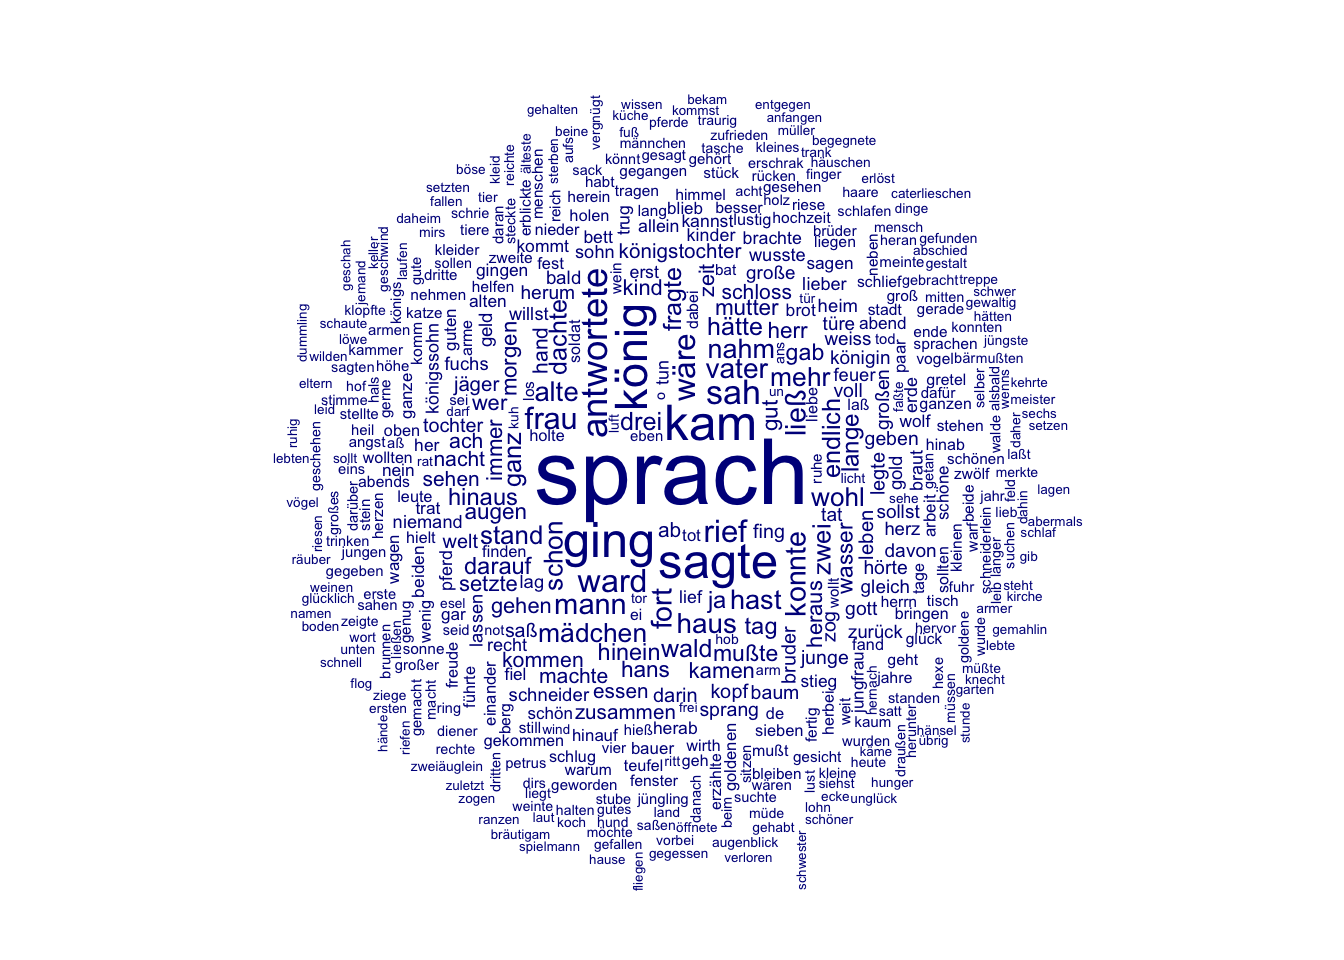 bekam
gehalten
wissen
entgegen
vergnügt
küche
kommst
pferde
traurig
anfangen
beine
fuß
zufrieden
müller
begegnete
männchen
aufs
tasche
kleines
trank
älteste
könnt
gesagt
gehört
erschrak
häuschen
böse
kleid
reichte
sterben
sack
gegangen
stück
rücken
finger
erlöst
setzten
menschen
habt
tragen
himmel
acht
gesehen
haare
caterlieschen
fallen
tier
erblickte
reich
herein
trug
lang
blieb
besser
holz
riese
schlafen
dinge
daheim
schrie
daran
steckte
holen
allein
kannst
lustig
hochzeit
mensch
mirs
tiere
nieder
bett
kinder
brachte
brüder
heran
gefunden
geschah
keller
geschwind
kleider
zweite
kommt
sohn
königstochter
wusste
liegen
neben
abschied
jemand
laufen
gute
sollen
dritte
gingen
fest
bald
wein
erst
fragte
zeit
bat
große
sagen
meinte
gestalt
königs
nehmen
helfen
alten
herum
antwortete
kind
dabei
schloss
lieber
schlief
gebracht
treppe
dummling
klopfte
katze
willst
könig
mutter
tür
brot
heim
groß
mitten
schwer
gewaltig
schaute
armen
komm
guten
arme
geld
morgen
hand
dachte
soldat
wäre
hätte
herr
türe
abend
stadt
gerade
hätten
löwe
kammer
königssohn
nahm
ans
gab
weiss
tod
ende
konnten
wilden
sagten
höhe
fuchs
vater
königin
paar
sprachen
jüngste
vogel
bär
mußten
eltern
hof
hals
gerne
ganze
jäger
sei
wer
los
alte
luft
o
tun
sah
mehr
un
feuer
voll
großen
erde
faßte
gretel
dafür
selber
alsbald
wenns
kehrte
leid
stimme
stellte
darf
kuh
frau
drei
kam
gut
ließ
liebe
laß
ganzen
meister
ruhig
heil
oben
tochter
holte
eben
endlich
lange
wolf
stehen
walde
daher
sechs
setzen
geschehen
angst
aß
her
ach
immer
ganz
geben
hinab
lebten
sollt
wollten
nacht
sprach
ruhe
licht
legte
gold
braut
schönen
laßt
eins
nein
rat
sehen
getan
zwölf
merkte
vögel
großes
darüber
abends
leute
hinaus
wohl
sehe
schöne
jahr
feld
dahin
lagen
stein
herzen
trat
augen
tat
sollst
arbeit
warf
beide
lieb
riesen
trinken
niemand
stand
ging
ab
tot
rief
fing
zwei
herz
schneiderlein
suchen
abermals
schlaf
räuber
jungen
wagen
hielt
welt
finden
schon
sagte
wasser
leben
davon
kleinen
länger
gib
gegeben
beiden
pferd
darauf
konnte
hörte
tage
sollten
weinen
erste
setzte
lag
ward
wollt
gleich
fuhr
leib
steht
glücklich
sahen
genug
wenig
esel
gehen
mann
fort
lief
ja
hast
heraus
herrn
tisch
armer
kirche
namen
zeigte
gar
lassen
tor
gott
bringen
boden
ließen
seid
not
saß
mädchen
ei
haus
tag
zog
hervor
goldene
wurde
gemahlin
wort
brunnen
sonne
recht
hinein
wald
hob
mußte
bruder
zurück
glück
lebte
unten
freude
junge
fand
schnell
großer
kommen
hans
kamen
arm
geht
hexe
müßte
flog
führte
fiel
machte
stieg
jungfrau
jahre
knecht
ziege
gemacht
macht
einander
schneider
essen
darin
kopf
baum
hernach
standen
müssen
garten
ersten
ring
berg
schön
zusammen
frei
sprang
de
herbei
weit
satt
stunde
hände
riefen
diener
still
wind
hinauf
hieß
herab
sieben
fertig
kaum
draußen
herunter
hänsel
rechte
gekommen
vier
bauer
wirth
goldenen
mußt
wurden
käme
übrig
zweiäuglein
dritten
petrus
schlug
teufel
ritt
geh
erzählte
sitzen
gesicht
heute
zuletzt
warum
bleiben
kleine
dirs
geworden
fenster
wären
lust
siehst
hunger
zogen
liegt
stube
jüngling
danach
beim
suchte
ecke
unglück
ranzen
weinte
halten
gutes
land
müde
lohn
laut
koch
hund
saßen
öffnete
gehabt
schöner
bräutigam
möchte
vorbei
augenblick
spielmann
gefallen
gegessen
verloren
schwester
hause
fliegen